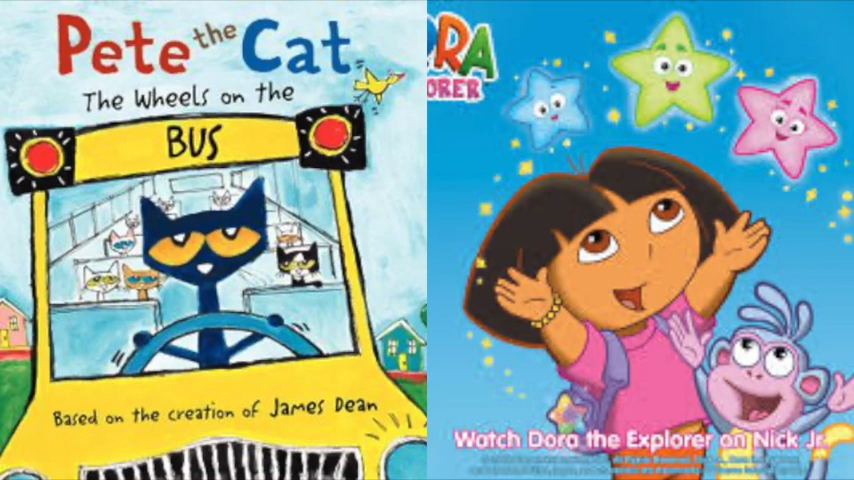 Pete the Cat
The Wheels on the
BUS
Based on the creation of James Dean
RA
ORER
Watch Dora the Explorer on Nick Jr